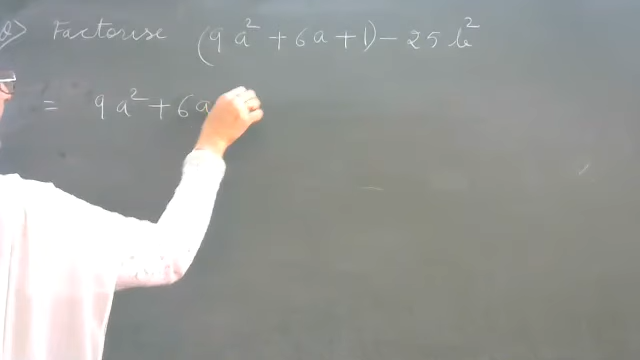 Q> Factorise (9a² + 6a + 1) - 25b²
= 9a² + 6a